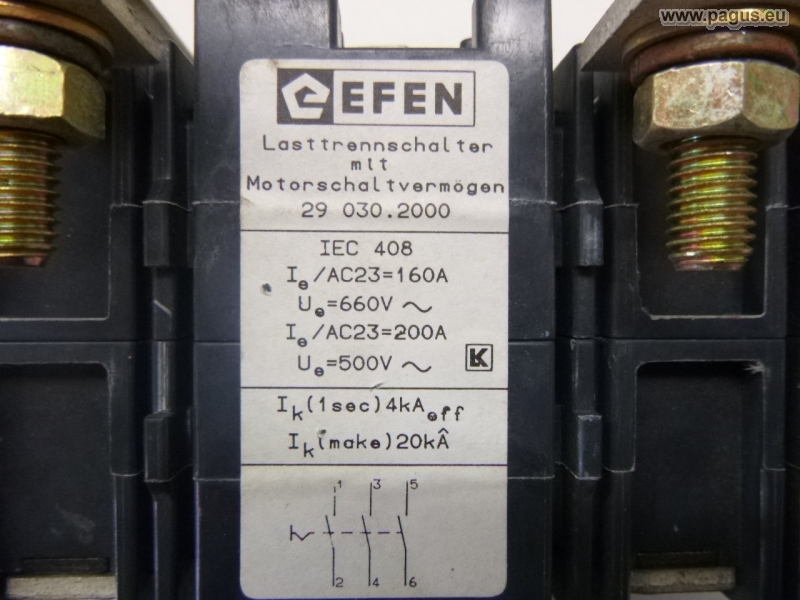 www.pagus.eu
EFEN
Lasttrennschalter
mit
Motorschaltvermögen
29 030.2000
IEC 408
Ie/AC23=160A
Ue=660V ~
Ie/AC23=200A
Ue=500V ~
Ik(1sec)4kAeff
Ik(make)20kÂ
1 3 5
2 4 6